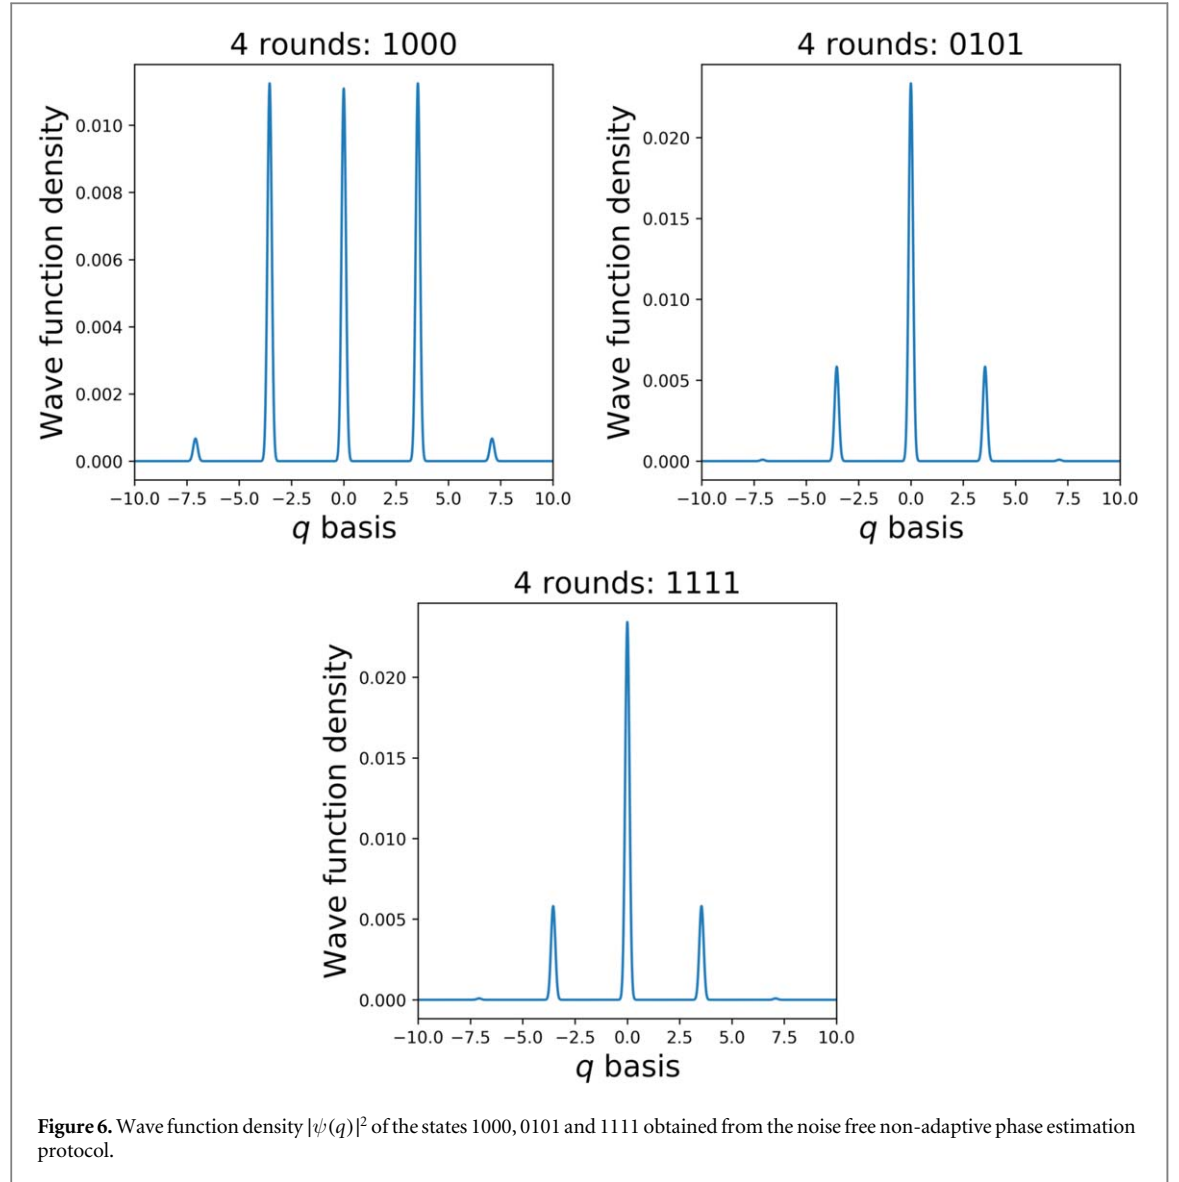 4 rounds: 1000
Wave function density
0.010
0.008
0.006
0.004
0.002
0.000
−10.0 −7.5 −5.0 −2.5 0.0 2.5 5.0 7.5 10.0
q basis
4 rounds: 0101
Wave function density
0.020
0.015
0.010
0.005
0.000
−10.0 −7.5 −5.0 −2.5 0.0 2.5 5.0 7.5 10.0
q basis
4 rounds: 1111
Wave function density
0.020
0.015
0.010
0.005
0.000
−10.0 −7.5 −5.0 −2.5 0.0 2.5 5.0 7.5 10.0
q basis
Figure 6. Wave function density |ψ(q)|² of the states 1000, 0101 and 1111 obtained from the noise free non-adaptive phase estimation
protocol.